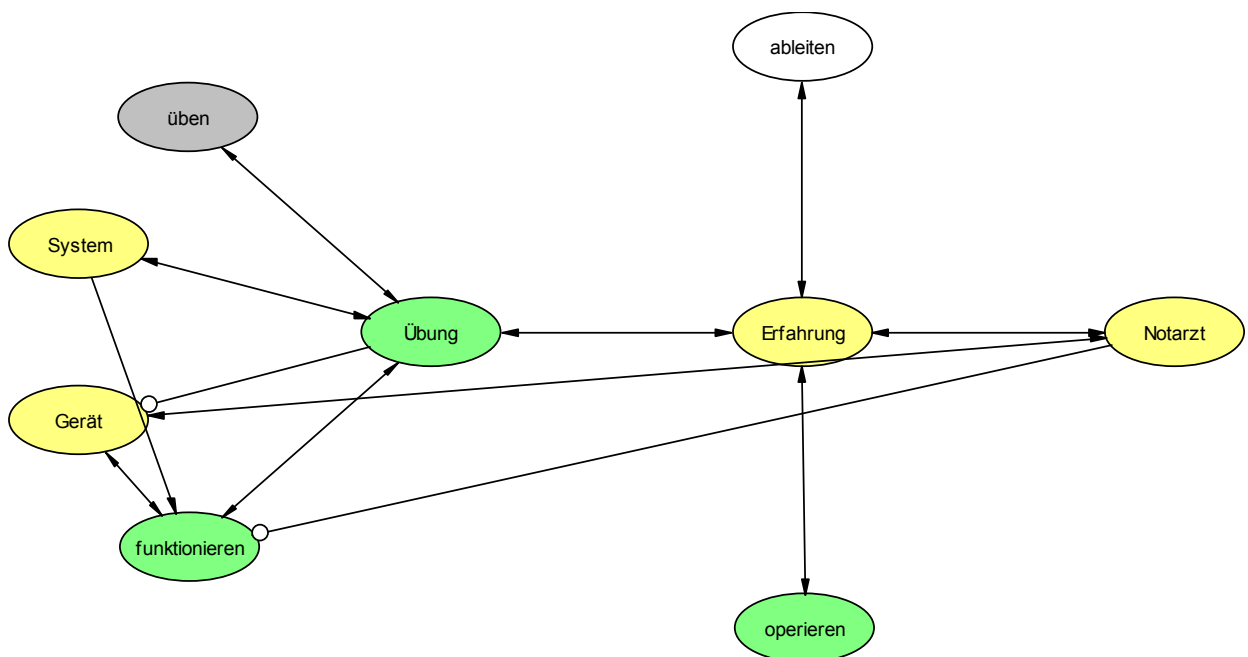 ableiten
üben
System
Übung
Erfahrung
Notarzt
Gerät
funktionieren
operieren